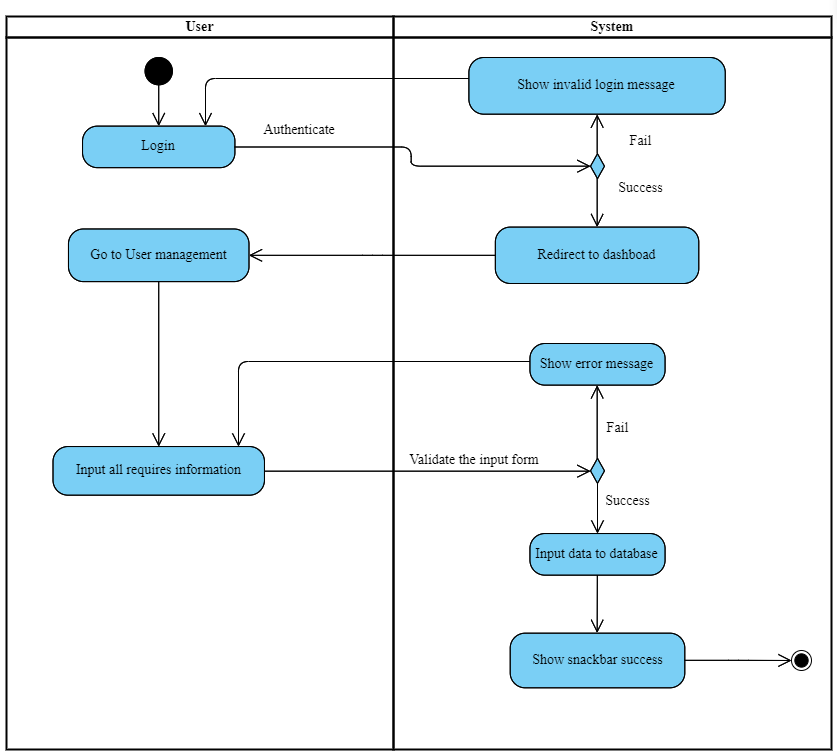 User
System
Show invalid login message
Authenticate
Login
Fail
Success
Go to User management
Redirect to dashboad
Show error message
Fail
Validate the input form
Input all requires information
Success
Input data to database
Show snackbar success